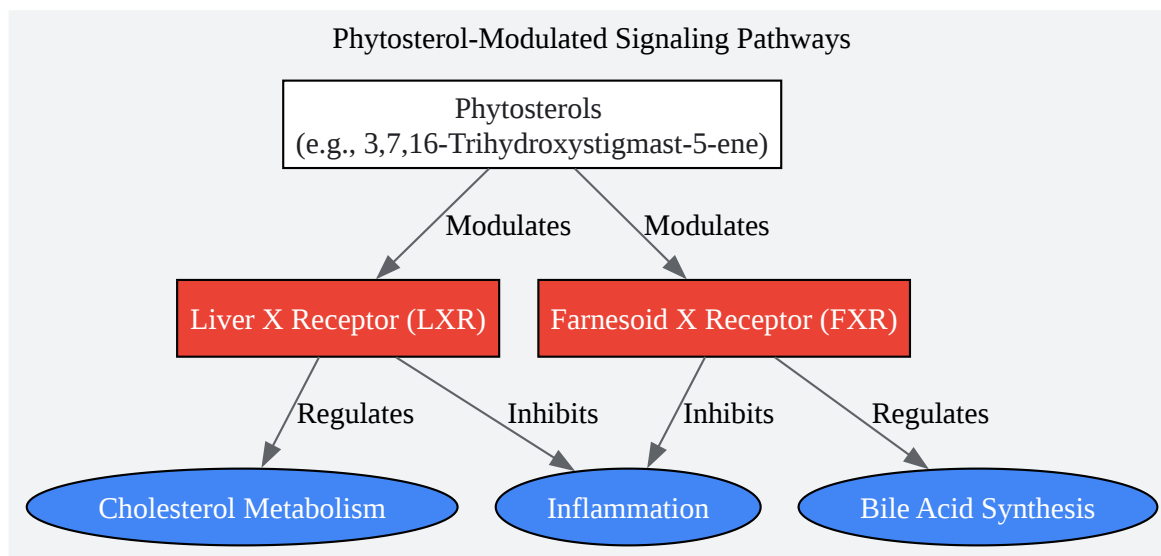 Phytosterol-Modulated Signaling Pathways
Phytosterols
(e.g., 3,7,16-Trihydroxystigmast-5-ene)
Modulates
Modulates
Liver X Receptor (LXR)
Farnesoid X Receptor (FXR)
Regulates
Inhibits
Inhibits
Regulates
Cholesterol Metabolism
Inflammation
Bile Acid Synthesis